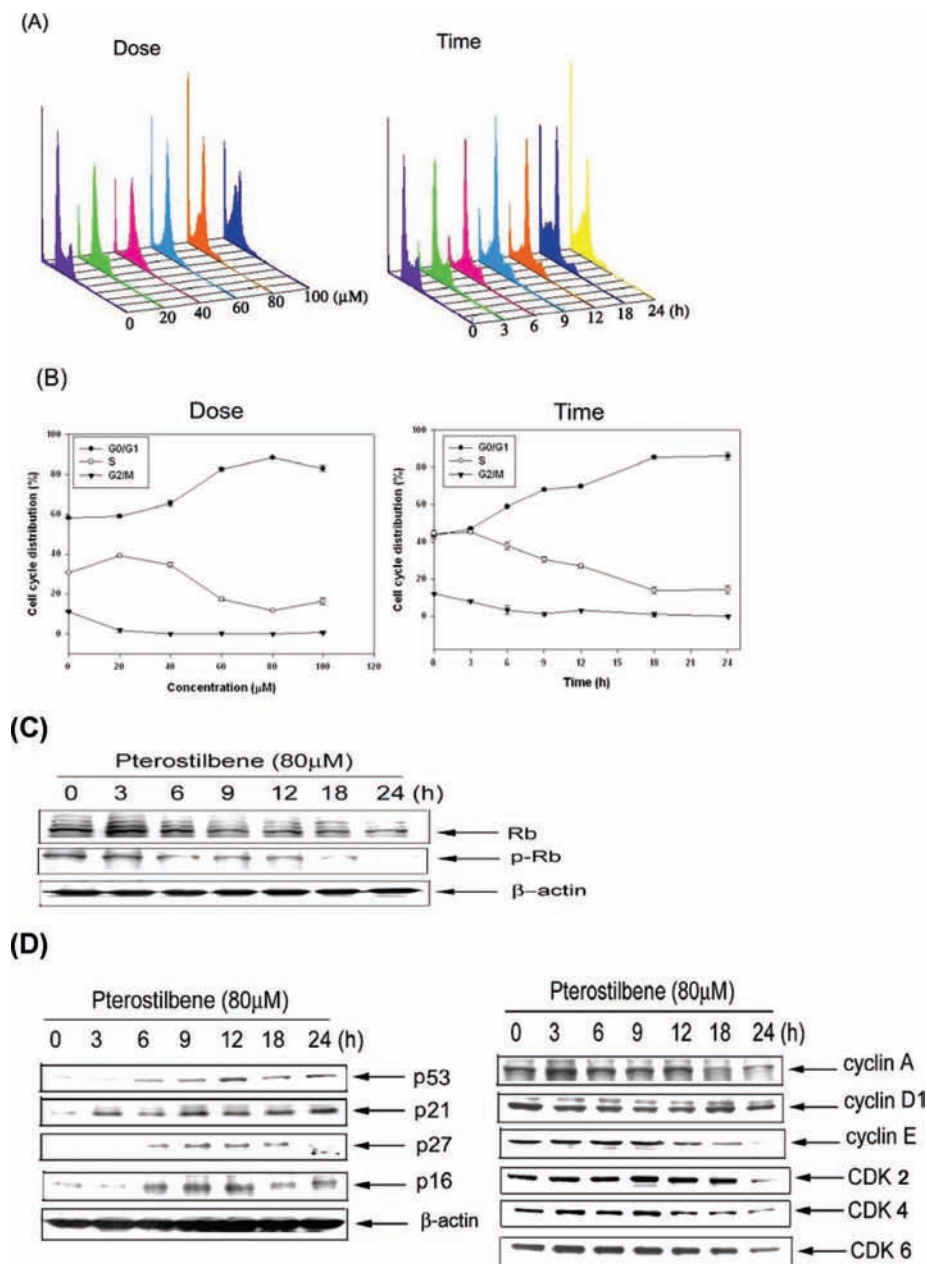 (A)
Dose
Time
0 20 40 60 80 100 (μM)
0 3 6 9 12 18 24 (h)
(B)
Dose
Time
Cell cycle distribution (%)
100
80
60
40
20
0
G0/G1
S
G2/M
0 20 40 60 80 100 120
Concentration (μM)
Cell cycle distribution (%)
100
80
60
40
20
0
G0/G1
S
G2/M
0 3 6 9 12 18 24
Time (h)
(C)
Pterostilbene (80μM)
0 3 6 9 12 18 24 (h)
Rb
p-Rb
β-actin
(D)
Pterostilbene (80μM)
0 3 6 9 12 18 24 (h)
p53
p21
p27
p16
β-actin
Pterostilbene (80μM)
0 3 6 9 12 18 24 (h)
cyclin A
cyclin D1
cyclin E
CDK 2
CDK 4
CDK 6